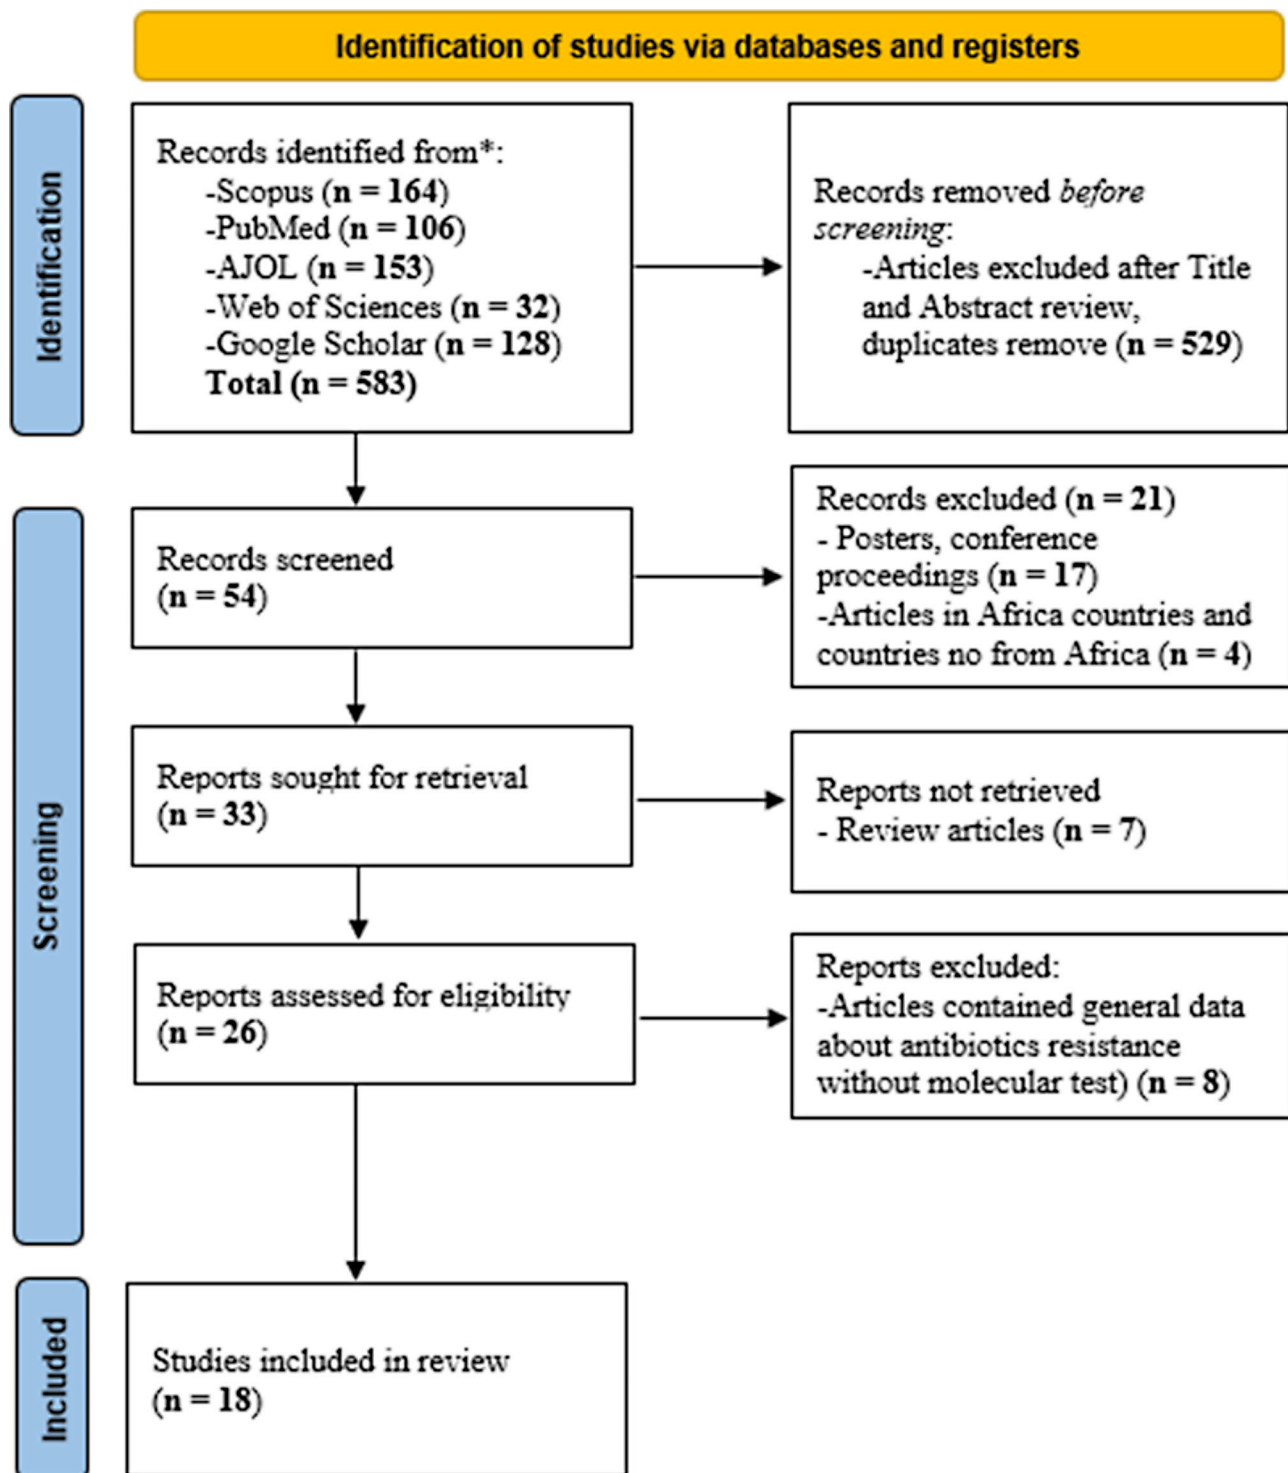 Identification of studies via databases and registers
Identification
Records identified from*:
-Scopus (n = 164)
-PubMed (n = 106)
-AJOL (n = 153)
-Web of Sciences (n = 32)
-Google Scholar (n = 128)
Total (n = 583)
Records removed before
screening:
-Articles excluded after Title
and Abstract review,
duplicates remove (n = 529)
Screening
Records screened
(n = 54)
Records excluded (n = 21)
- Posters, conference
proceedings (n = 17)
-Articles in Africa countries and
countries no from Africa (n = 4)
Reports sought for retrieval
(n = 33)
Reports not retrieved
- Review articles (n = 7)
Reports assessed for eligibility
(n = 26)
Reports excluded:
-Articles contained general data
about antibiotics resistance
without molecular test) (n = 8)
Included
Studies included in review
(n = 18)